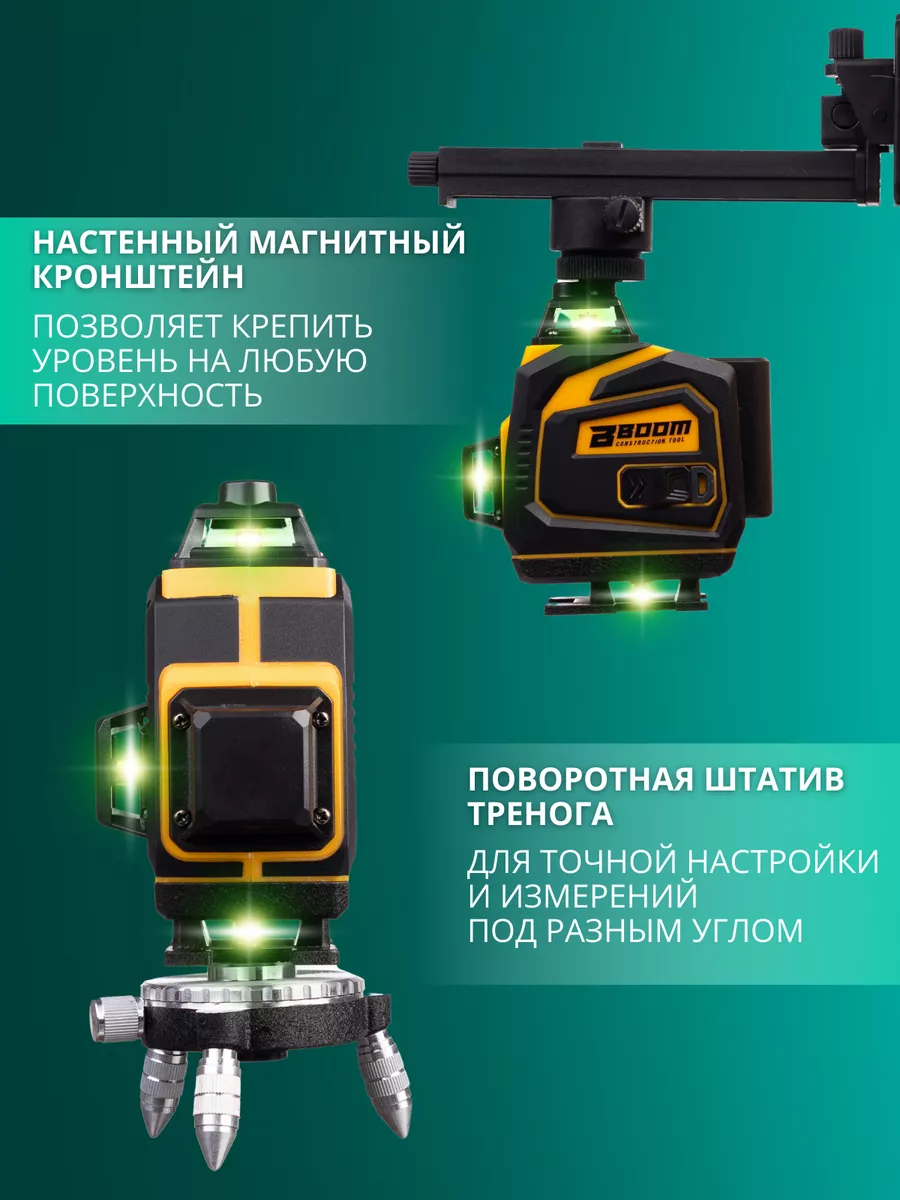 НАСТЕННЫЙ МАГНИТНЫЙ
КРОНШТЕЙН
ПОЗВОЛЯЕТ КРЕПИТЬ
УРОВЕНЬ НА ЛЮБУЮ
ПОВЕРХНОСТЬ
BOOM
CONSTRUCTION TOOL
ПОВОРОТНАЯ ШТАТИВ
ТРЕНОГА
ДЛЯ ТОЧНОЙ НАСТРОЙКИ
И ИЗМЕРЕНИЙ
ПОД РАЗНЫМ УГЛОМ